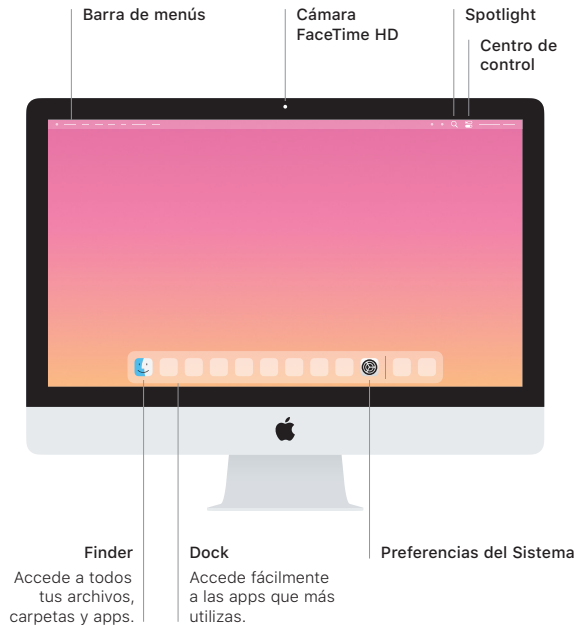 Barra de menús
Cámara
FaceTime HD
Spotlight
Centro de
control
Finder
Accede a todos
tus archivos,
carpetas y apps.
Dock
Accede fácilmente
a las apps que más
utilizas.
Preferencias del Sistema